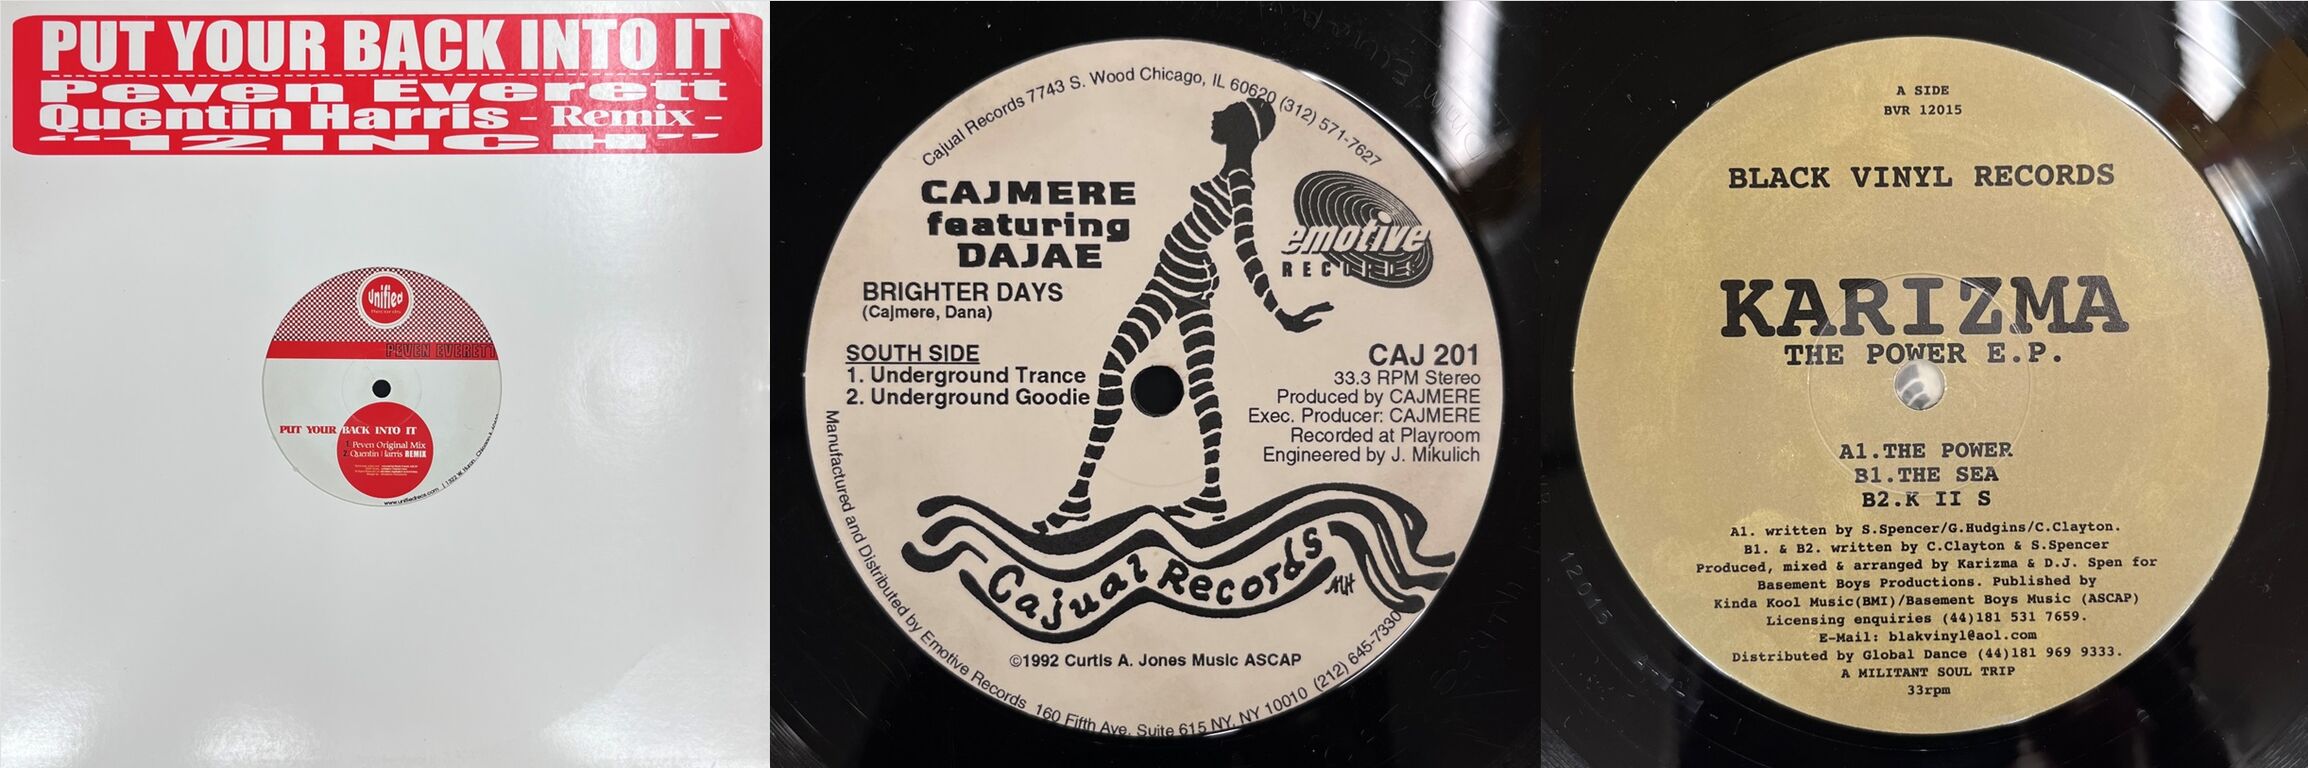 PUT YOUR BACK INTO IT
Peven Everett
Quentin Harris - Remix -
"12INCH"
unified
Records
PEVEN EVERETT
PUT YOUR BACK INTO IT
1. Peven Original Mix
2. Quentin Harris REMIX
www.unifiedrecs.com
Cajual Records 7743 S. Wood Chicago, IL 60620 (312) 571-7627
CAJMERE
featuring
DAJAE
emotive
RECORDS
BRIGHTER DAYS
(Cajmere, Dana)
SOUTH SIDE
1. Underground Trance
2. Underground Goodie
CAJ 201
33.3 RPM Stereo
Produced by CAJMERE
Exec. Producer: CAJMERE
Recorded at Playroom
Engineered by J. Mikulich
Cajual Records
©1992 Curtis A. Jones Music ASCAP
Manufactured and Distributed by Emotive Records 160 Fifth Ave. Suite 615 NY, NY 10010 (212) 645-7330
A SIDE
BVR 12015
BLACK VINYL RECORDS
KARIZMA
THE POWER E.P.
A1.THE POWER
B1.THE SEA
B2.K II S
A1. written by S.Spencer/G.Hudgins/C.Clayton.
B1. & B2. written by C.Clayton & S.Spencer
Produced, mixed & arranged by Karizma & D.J. Spen for
Basement Boys Productions. Published by
Kinda Kool Music(BMI)/Basement Boys Music (ASCAP)
Licensing enquiries (44)181 531 7659.
E-Mail: blakvinyl@aol.com
Distributed by Global Dance (44)181 969 9333.
A MILITANT SOUL TRIP
33rpm
12015